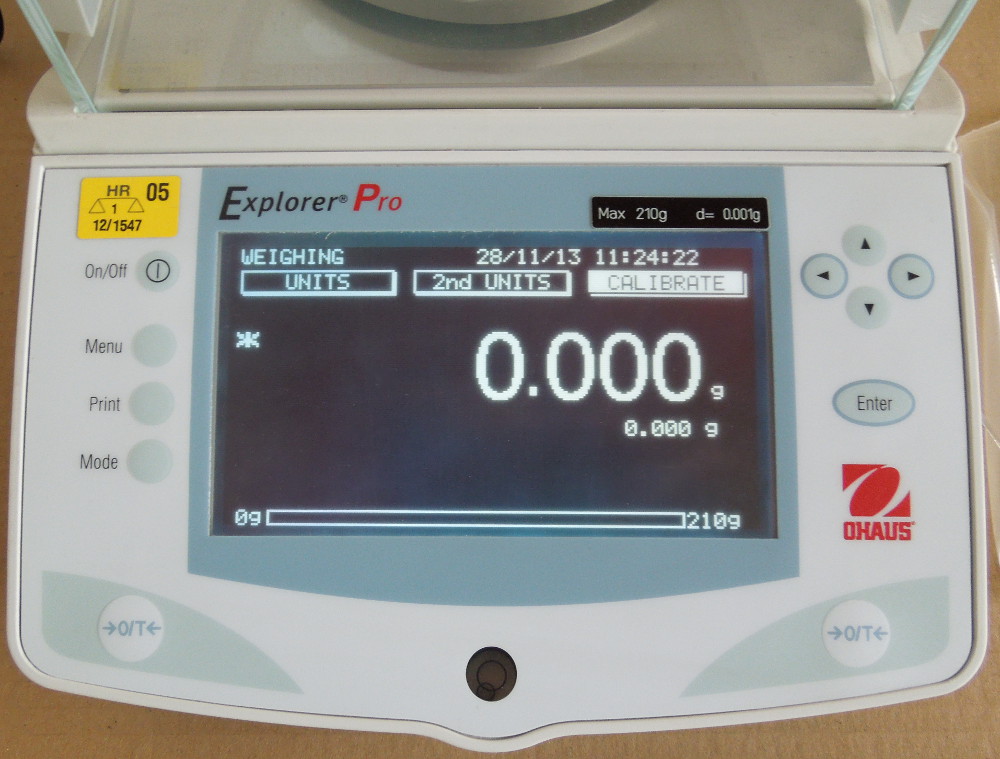 HR 05
1
12/1547
Explorer® Pro
Max 210g d= 0.001g
WEIGHING 28/11/13 11:24:22
UNITS 2nd UNITS CALIBRATE
0.000 g
0.000 g
0g 210g
On/Off
Menu
Print
Mode
Enter
OHAUS®
→0/T←
→0/T←